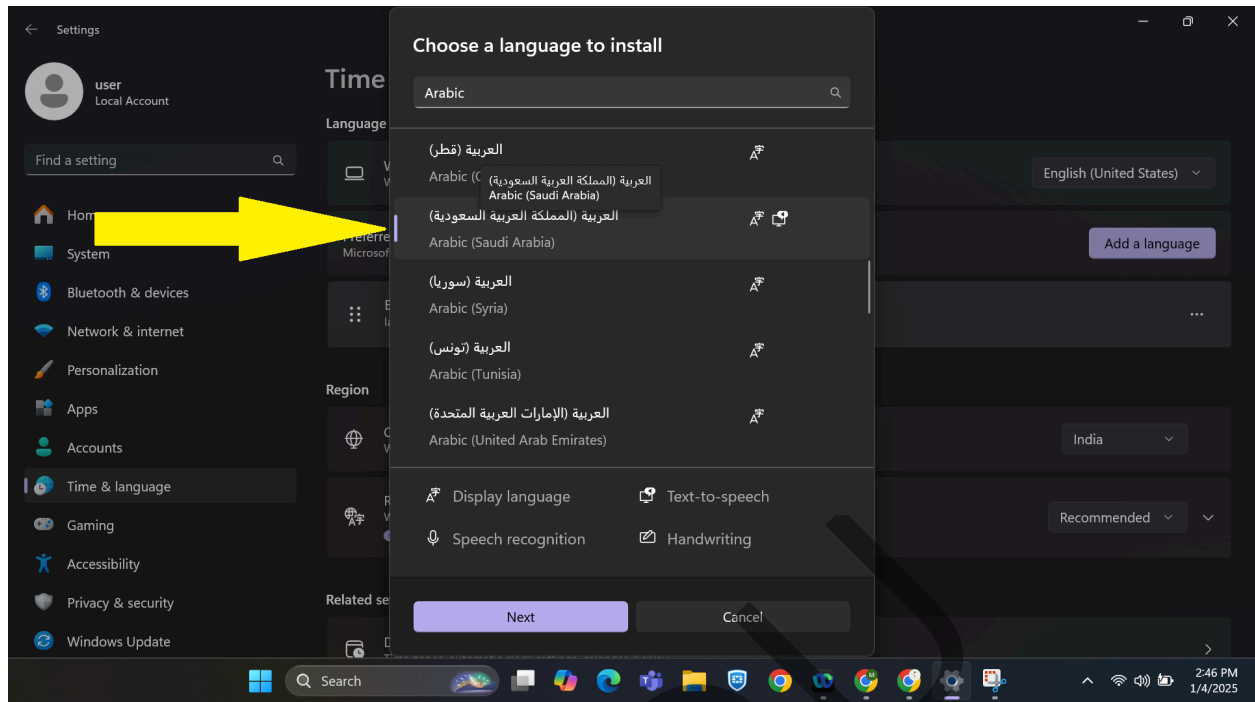 Settings
user
Local Account
Find a setting
Home
System
Bluetooth & devices
Network & internet
Personalization
Apps
Accounts
Time & language
Gaming
Accessibility
Privacy & security
Windows Update
Time
Language
English (United States)
Microsof
Add a language
Region
India
Recommended
Related se
Choose a language to install
Arabic
العربية (قطر)
Arabic (
العربية (المملكة العربية السعودية)
Arabic (Saudi Arabia)
العربية (المملكة العربية السعودية)
Arabic (Saudi Arabia)
العربية (سوريا)
Arabic (Syria)
العربية (تونس)
Arabic (Tunisia)
العربية (الإمارات العربية المتحدة)
Arabic (United Arab Emirates)
Display language
Text-to-speech
Speech recognition
Handwriting
Next
Cancel
Search
2:46 PM
1/4/2025